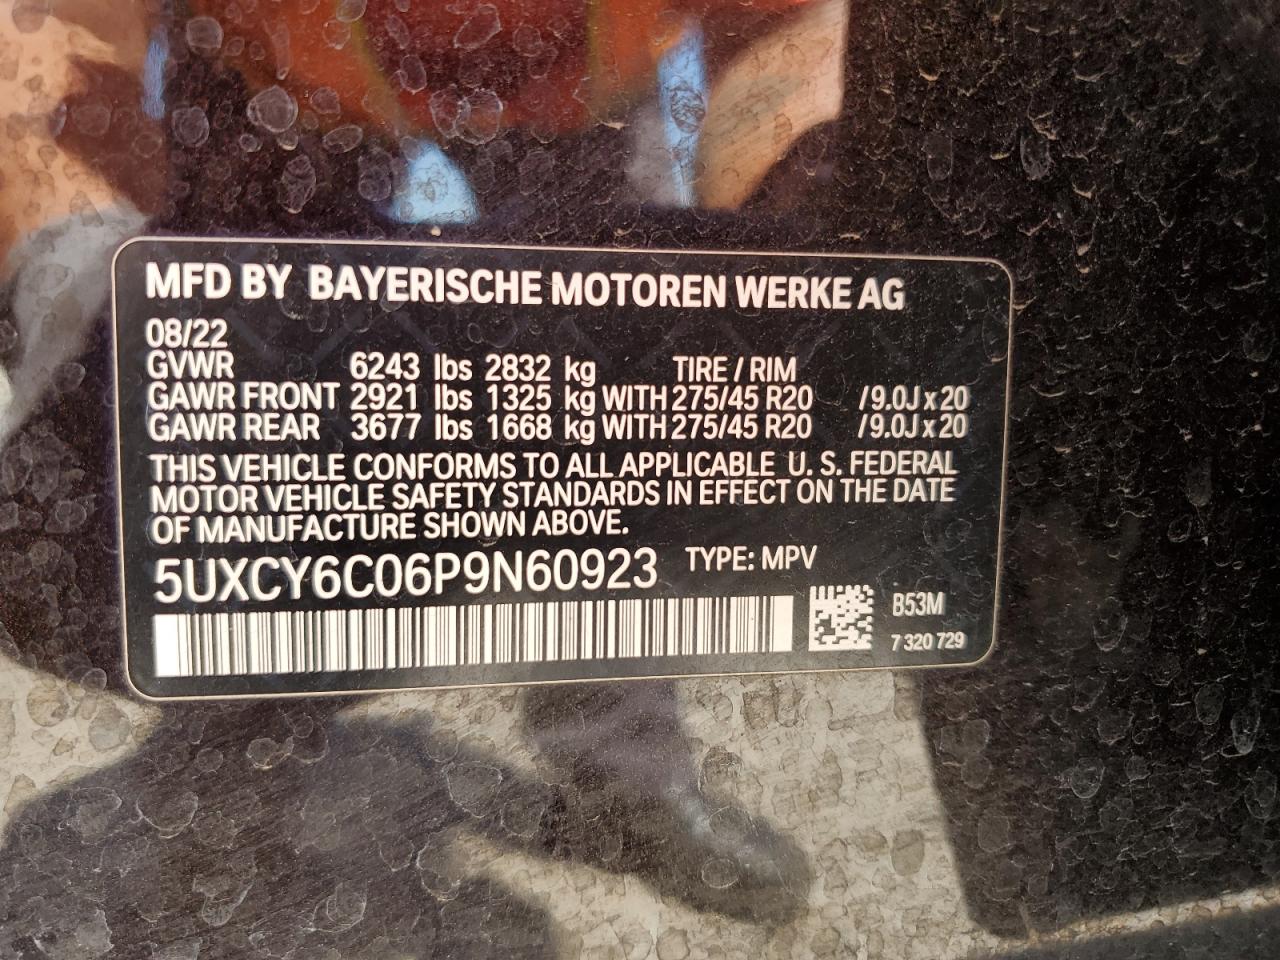 MFD BY BAYERISCHE MOTOREN WERKE AG
08/22
GVWR 6243 lbs 2832 kg TIRE / RIM
GAWR FRONT 2921 lbs 1325 kg WITH 275/45 R20 /9.0J x 20
GAWR REAR 3677 lbs 1668 kg WITH 275/45 R20 /9.0J x 20
THIS VEHICLE CONFORMS TO ALL APPLICABLE U. S. FEDERAL
MOTOR VEHICLE SAFETY STANDARDS IN EFFECT ON THE DATE
OF MANUFACTURE SHOWN ABOVE.
5UXCY6C06P9N60923 TYPE: MPV
B53M
7 320 729